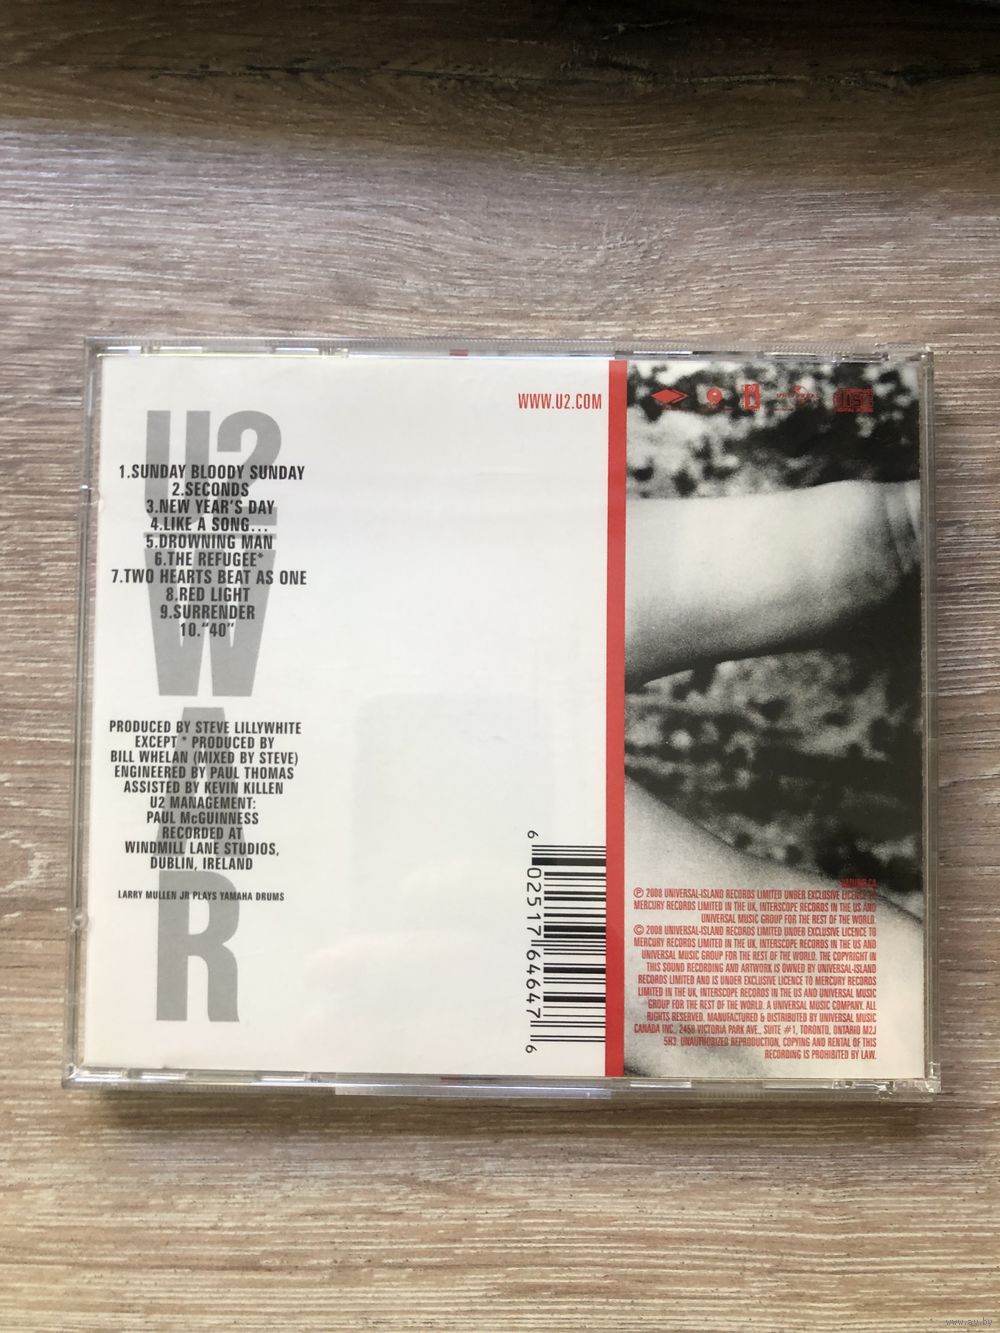 WWW.U2.COM
U2
WAR
1.SUNDAY BLOODY SUNDAY
2.SECONDS
3.NEW YEAR'S DAY
4.LIKE A SONG...
5.DROWNING MAN
6.THE REFUGEE*
7.TWO HEARTS BEAT AS ONE
8.RED LIGHT
9.SURRENDER
10."40"
PRODUCED BY STEVE LILLYWHITE
EXCEPT * PRODUCED BY
BILL WHELAN (MIXED BY STEVE)
ENGINEERED BY PAUL THOMAS
ASSISTED BY KEVIN KILLEN
U2 MANAGEMENT:
PAUL McGUINNESS
RECORDED AT
WINDMILL LANE STUDIOS,
DUBLIN, IRELAND
LARRY MULLEN JR PLAYS YAMAHA DRUMS
6 02517 64647 6
℗ 2008 UNIVERSAL-ISLAND RECORDS LIMITED UNDER EXCLUSIVE LICENCE TO
MERCURY RECORDS LIMITED IN THE UK, INTERSCOPE RECORDS IN THE US AND
UNIVERSAL MUSIC GROUP FOR THE REST OF THE WORLD.
© 2008 UNIVERSAL-ISLAND RECORDS LIMITED UNDER EXCLUSIVE LICENCE TO
MERCURY RECORDS LIMITED IN THE UK, INTERSCOPE RECORDS IN THE US AND
UNIVERSAL MUSIC GROUP FOR THE REST OF THE WORLD. THE COPYRIGHT IN
THIS SOUND RECORDING AND ARTWORK IS OWNED BY UNIVERSAL-ISLAND
RECORDS LIMITED AND IS UNDER EXCLUSIVE LICENCE TO MERCURY RECORDS
LIMITED IN THE UK, INTERSCOPE RECORDS IN THE US AND UNIVERSAL MUSIC
GROUP FOR THE REST OF THE WORLD. A UNIVERSAL MUSIC COMPANY. ALL
RIGHTS RESERVED. MANUFACTURED & DISTRIBUTED BY UNIVERSAL MUSIC
CANADA INC., 2450 VICTORIA PARK AVE., SUITE #1, TORONTO, ONTARIO M2J
5H3. UNAUTHORIZED REPRODUCTION, COPYING AND RENTAL OF THIS
RECORDING IS PROHIBITED BY LAW.
www.ay.by